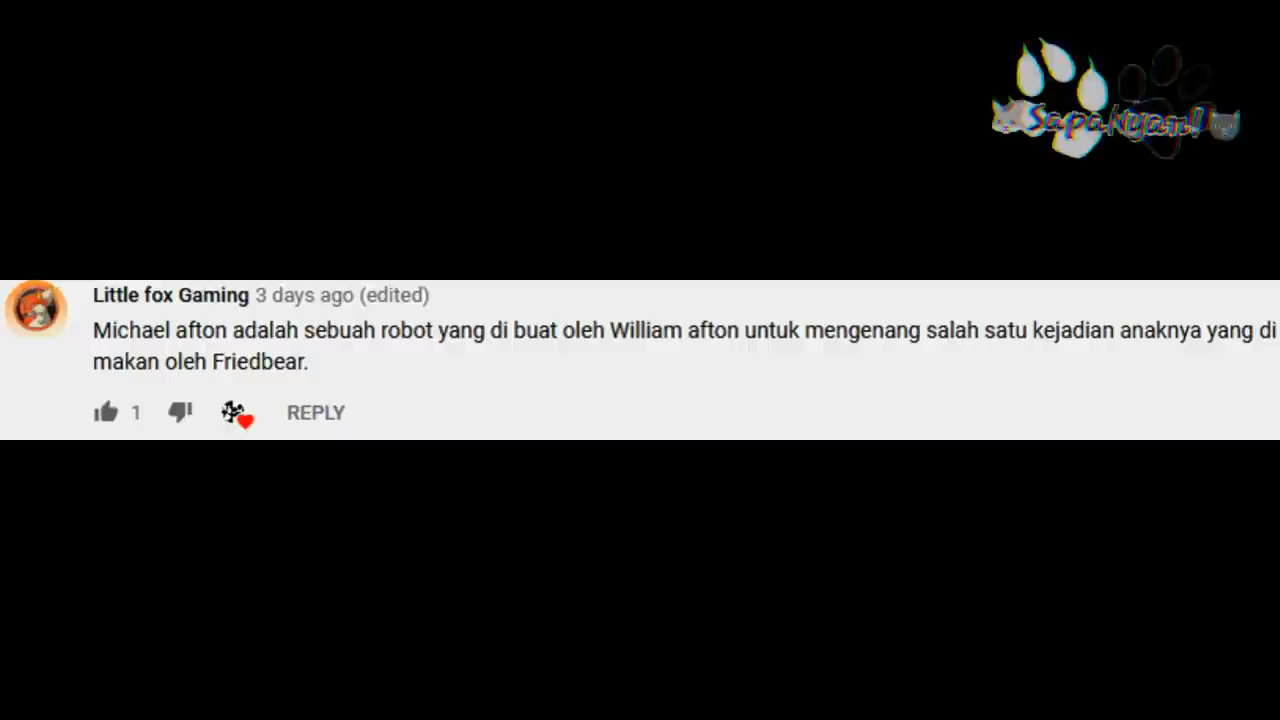 SapaNyan!!
Little fox Gaming 3 days ago (edited)
Michael afton adalah sebuah robot yang di buat oleh William afton untuk mengenang salah satu kejadian anaknya yang di
makan oleh Friedbear.
1 REPLY